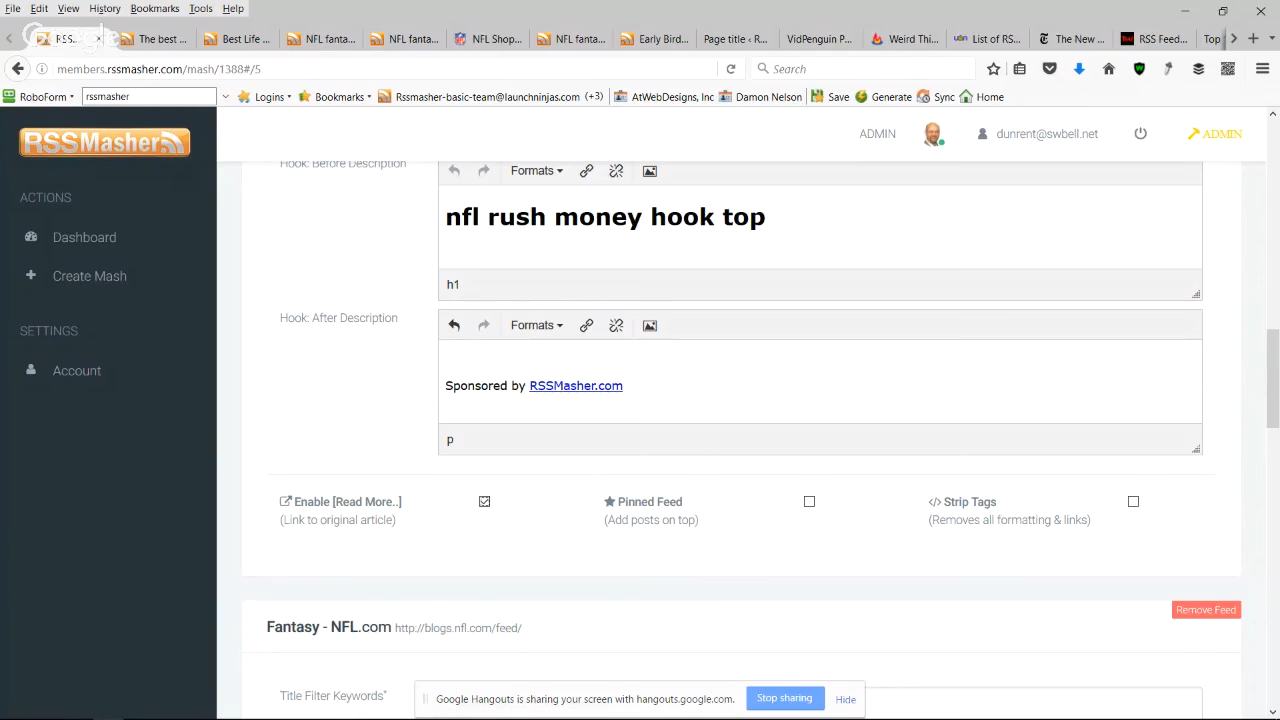 File Edit View History Bookmarks Tools Help
Google
RSS... The best ... Best Life ... NFL fanta... NFL fanta... NFL Sho... NFL fanta... Early Bird... Page title: R... VidPenguin P... Weird Thi... List of RS... The New ... RSS Feed... Top
members.rssmasher.com/mash/1388#/5 Search
RoboForm rssmasher Logins Bookmarks Rssmasher-basic-team@launchninjas.com (+3) AtWebDesigns, Damon Nelson Save Generate Sync Home
RSSMasher
ADMIN dunrent@swbell.net ADMIN
ACTIONS
Dashboard
Create Mash
SETTINGS
Account
Hook: Before Description
Formats
nfl rush money hook top
h1
Hook: After Description
Formats
Sponsored by RSSMasher.com
p
Enable [Read More..] Pinned Feed </> Strip Tags
(Link to original article) (Add posts on top) (Removes all formatting & links)
Remove Feed
Fantasy - NFL.com http://blogs.nfl.com/feed/
Title Filter Keywords*
Google Hangouts is sharing your screen with hangouts.google.com. Stop sharing Hide